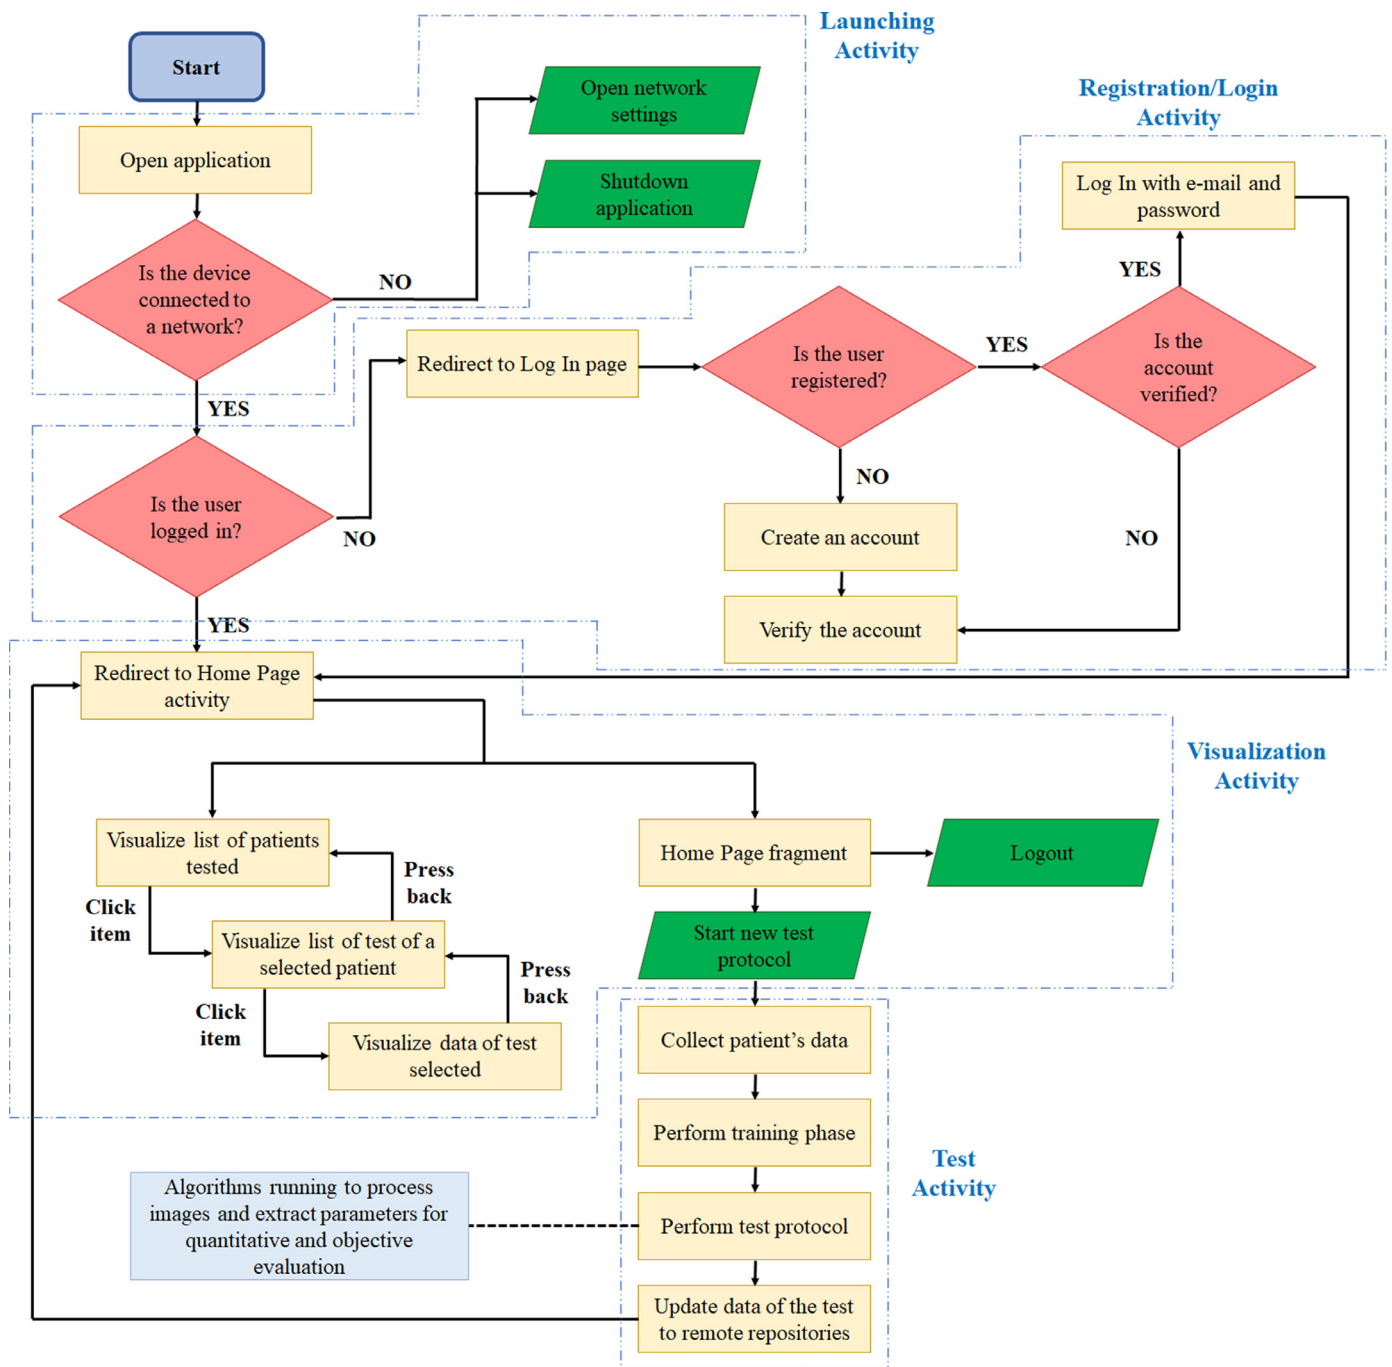 Launching
Activity
Start
Open network
settings
Registration/Login
Activity
Open application
Shutdown
application
Log In with e-mail and
password
Is the device
connected to
a network?
NO
YES
Redirect to Log In page
Is the user
registered?
YES
Is the
account
verified?
YES
NO
Is the user
logged in?
NO
Create an account
NO
Verify the account
YES
Redirect to Home Page
activity
Visualization
Activity
Visualize list of patients
tested
Press
back
Home Page fragment
Logout
Click
item
Visualize list of test of a
selected patient
Start new test
protocol
Press
back
Click
item
Visualize data of test
selected
Collect patient’s data
Perform training phase
Test
Activity
Algorithms running to process
images and extract parameters for
quantitative and objective
evaluation
Perform test protocol
Update data of the test
to remote repositories